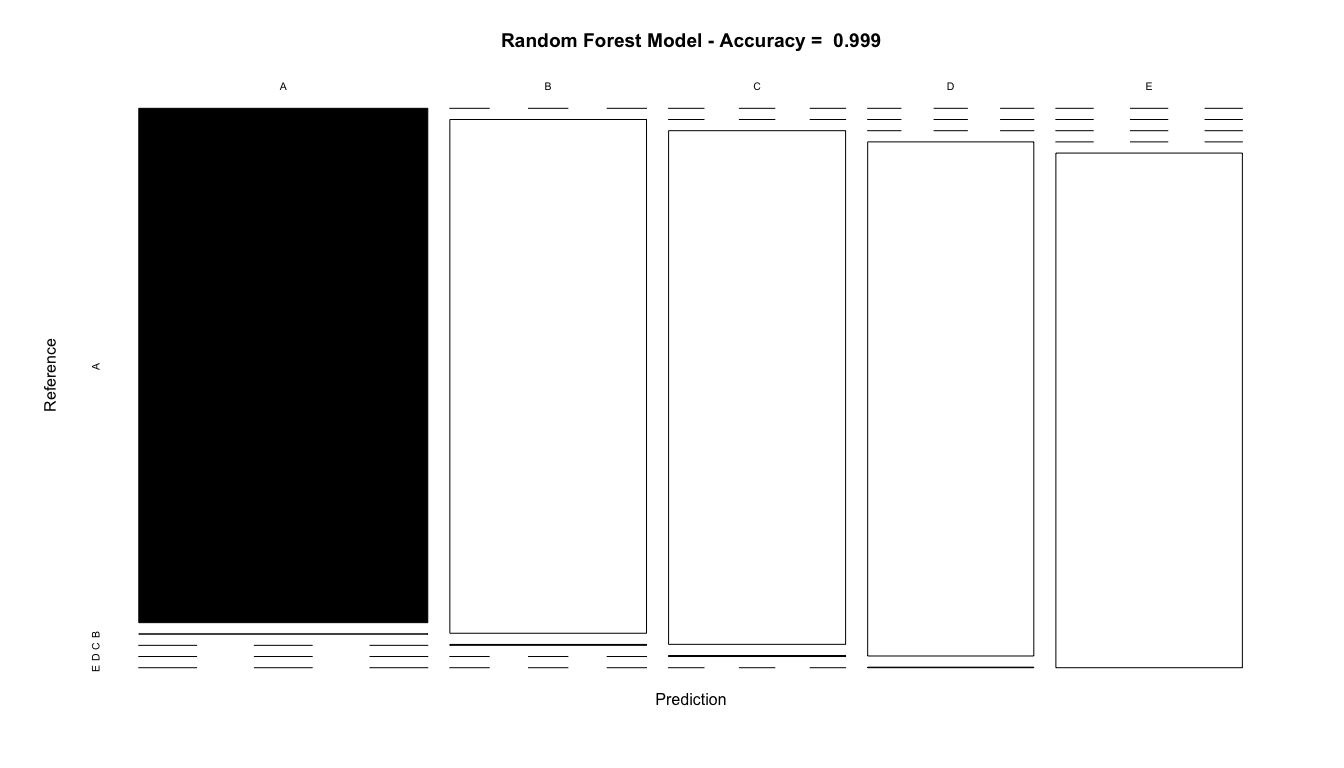 Random Forest Model - Accuracy =  0.999
A B C D E
Reference
A
E D C B
Prediction